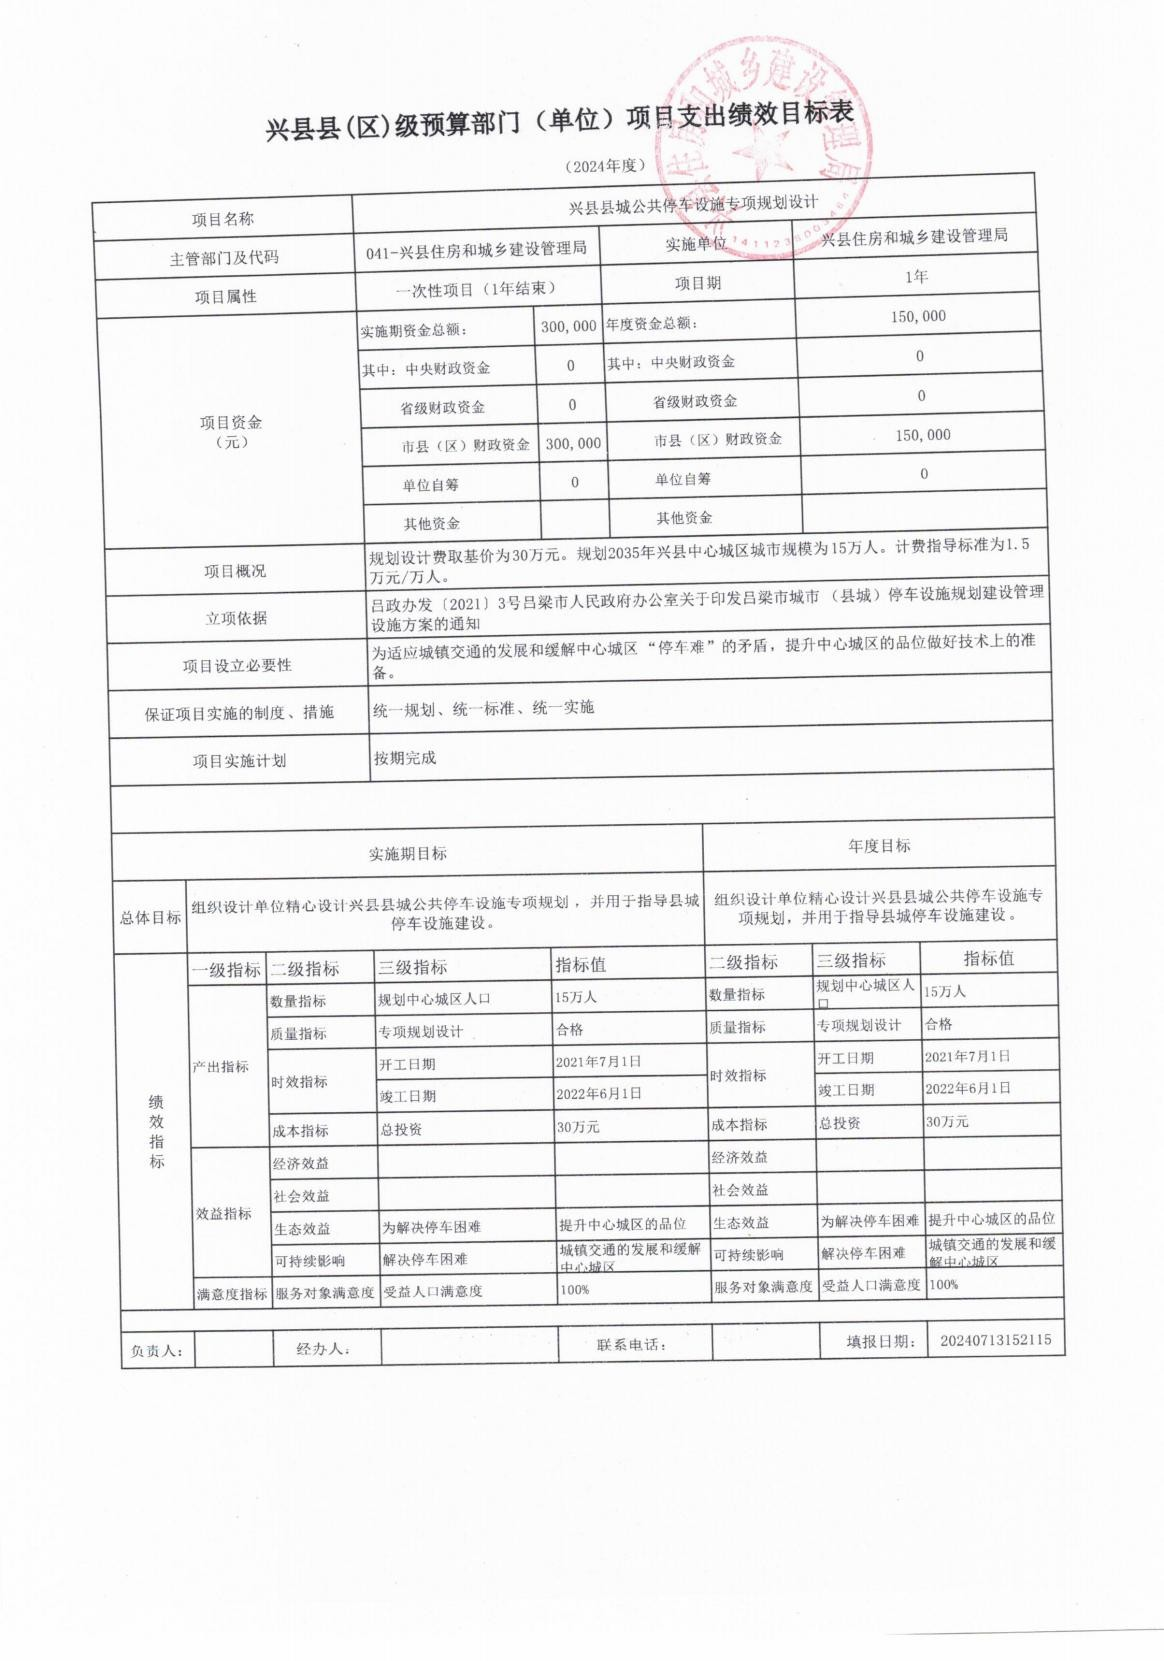 兴县县(区)级预算部门（单位）项目支出绩效目标表
（2024年度）
项目名称 兴县县城公共停车设施专项规划设计
主管部门及代码 041-兴县住房和城乡建设管理局 实施单位 兴县住房和城乡建设管理局
项目属性 一次性项目（1年结束） 项目期 1年
项目资金
（元）
实施期资金总额： 300,000 年度资金总额： 150,000
其中：中央财政资金 0 其中：中央财政资金 0
省级财政资金 0 省级财政资金 0
市县（区）财政资金 300,000 市县（区）财政资金 150,000
单位自筹 0 单位自筹 0
其他资金 其他资金
项目概况 规划设计费取基价为30万元。规划2035年兴县中心城区城市规模为15万人。计费指导标准为1.5
万元/万人。
立项依据 吕政办发〔2021〕3号吕梁市人民政府办公室关于印发吕梁市城市（县城）停车设施规划建设管理
设施方案的通知
项目设立必要性 为适应城镇交通的发展和缓解中心城区“停车难”的矛盾，提升中心城区的品位做好技术上的准
备。
保证项目实施的制度、措施 统一规划、统一标准、统一实施
项目实施计划 按期完成
实施期目标 年度目标
总体目标 组织设计单位精心设计兴县县城公共停车设施专项规划，并用于指导县城
停车设施建设。
组织设计单位精心设计兴县县城公共停车设施专
项规划，并用于指导县城停车设施建设。
绩
效
指
标
一级指标 二级指标 三级指标 指标值 二级指标 三级指标 指标值
产出指标
数量指标 规划中心城区人口 15万人 数量指标 规划中心城区人
口 15万人
质量指标 专项规划设计 合格 质量指标 专项规划设计 合格
时效指标 开工日期 2021年7月1日 时效指标 开工日期 2021年7月1日
竣工日期 2022年6月1日 竣工日期 2022年6月1日
成本指标 总投资 30万元 成本指标 总投资 30万元
效益指标
经济效益 经济效益
社会效益 社会效益
生态效益 为解决停车困难 提升中心城区的品位 生态效益 为解决停车困难 提升中心城区的品位
可持续影响 解决停车困难 城镇交通的发展和缓解
中心城区
可持续影响 解决停车困难 城镇交通的发展和缓
解中心城区
满意度指标 服务对象满意度 受益人口满意度 100% 服务对象满意度 受益人口满意度 100%
负责人： 经办人： 联系电话： 填报日期： 20240713152115